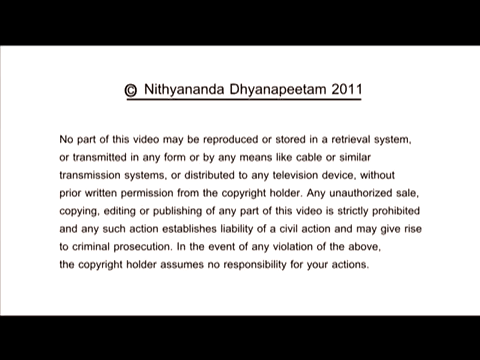 © Nithyananda Dhyanapeetam 2011
No part of this video may be reproduced or stored in a retrieval system,
or transmitted in any form or by any means like cable or similar
transmission systems, or distributed to any television device, without
prior written permission from the copyright holder. Any unauthorized sale,
copying, editing or publishing of any part of this video is strictly prohibited
and any such action establishes liability of a civil action and may give rise
to criminal prosecution. In the event of any violation of the above,
the copyright holder assumes no responsibility for your actions.